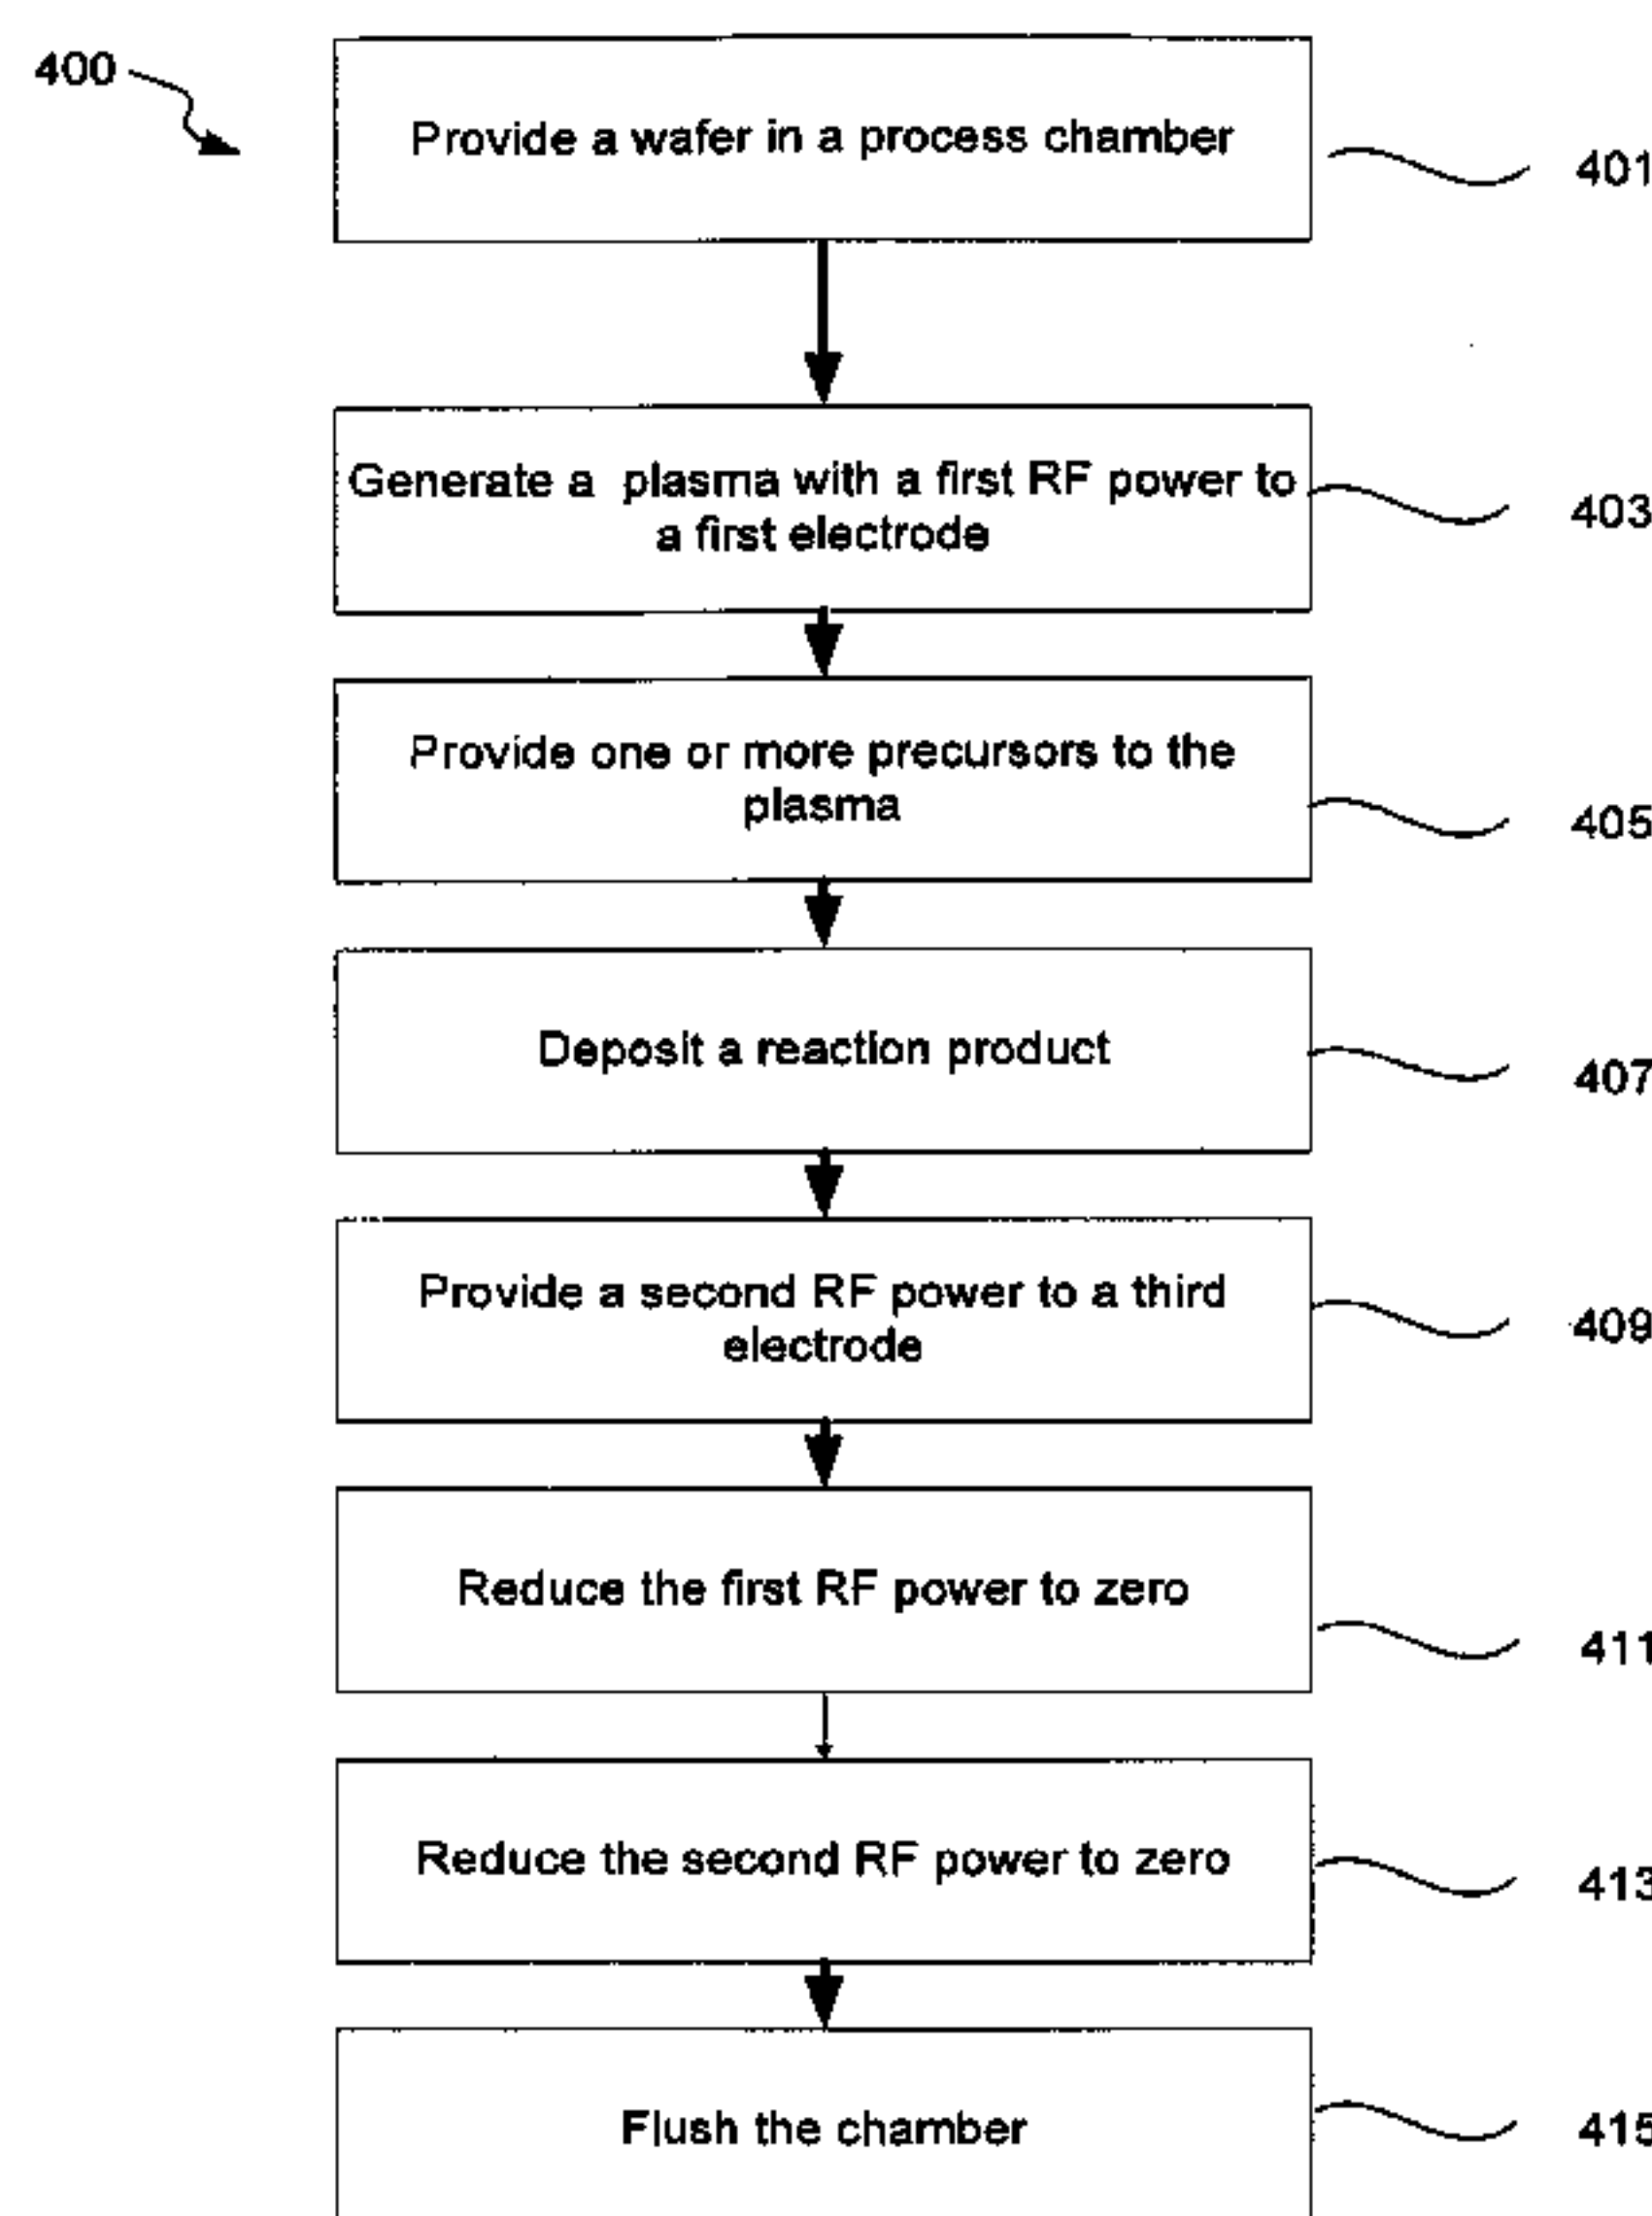 400
Provide a wafer in a process chamber
401
Generate a plasma with a first RF power to
a first electrode
403
Provide one or more precursors to the
plasma
405
Deposit a reaction product
407
Provide a second RF power to a third
electrode
409
Reduce the first RF power to zero
411
Reduce the second RF power to zero
413
Flush the chamber
415